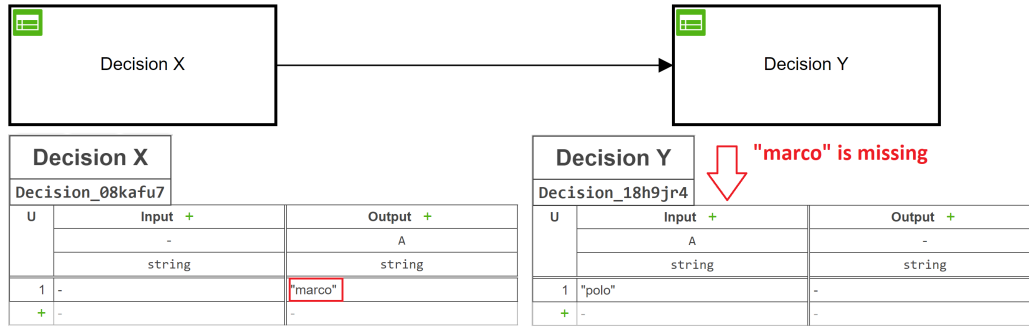 Decision X
Decision Y
Decision X
Decision_08kafu7
U Input + Output +
- A
string string
1 - "marco"
+ - -
"marco" is missing
Decision Y
Decision_18h9jr4
U Input + Output +
A -
string string
1 "polo" -
+ - -